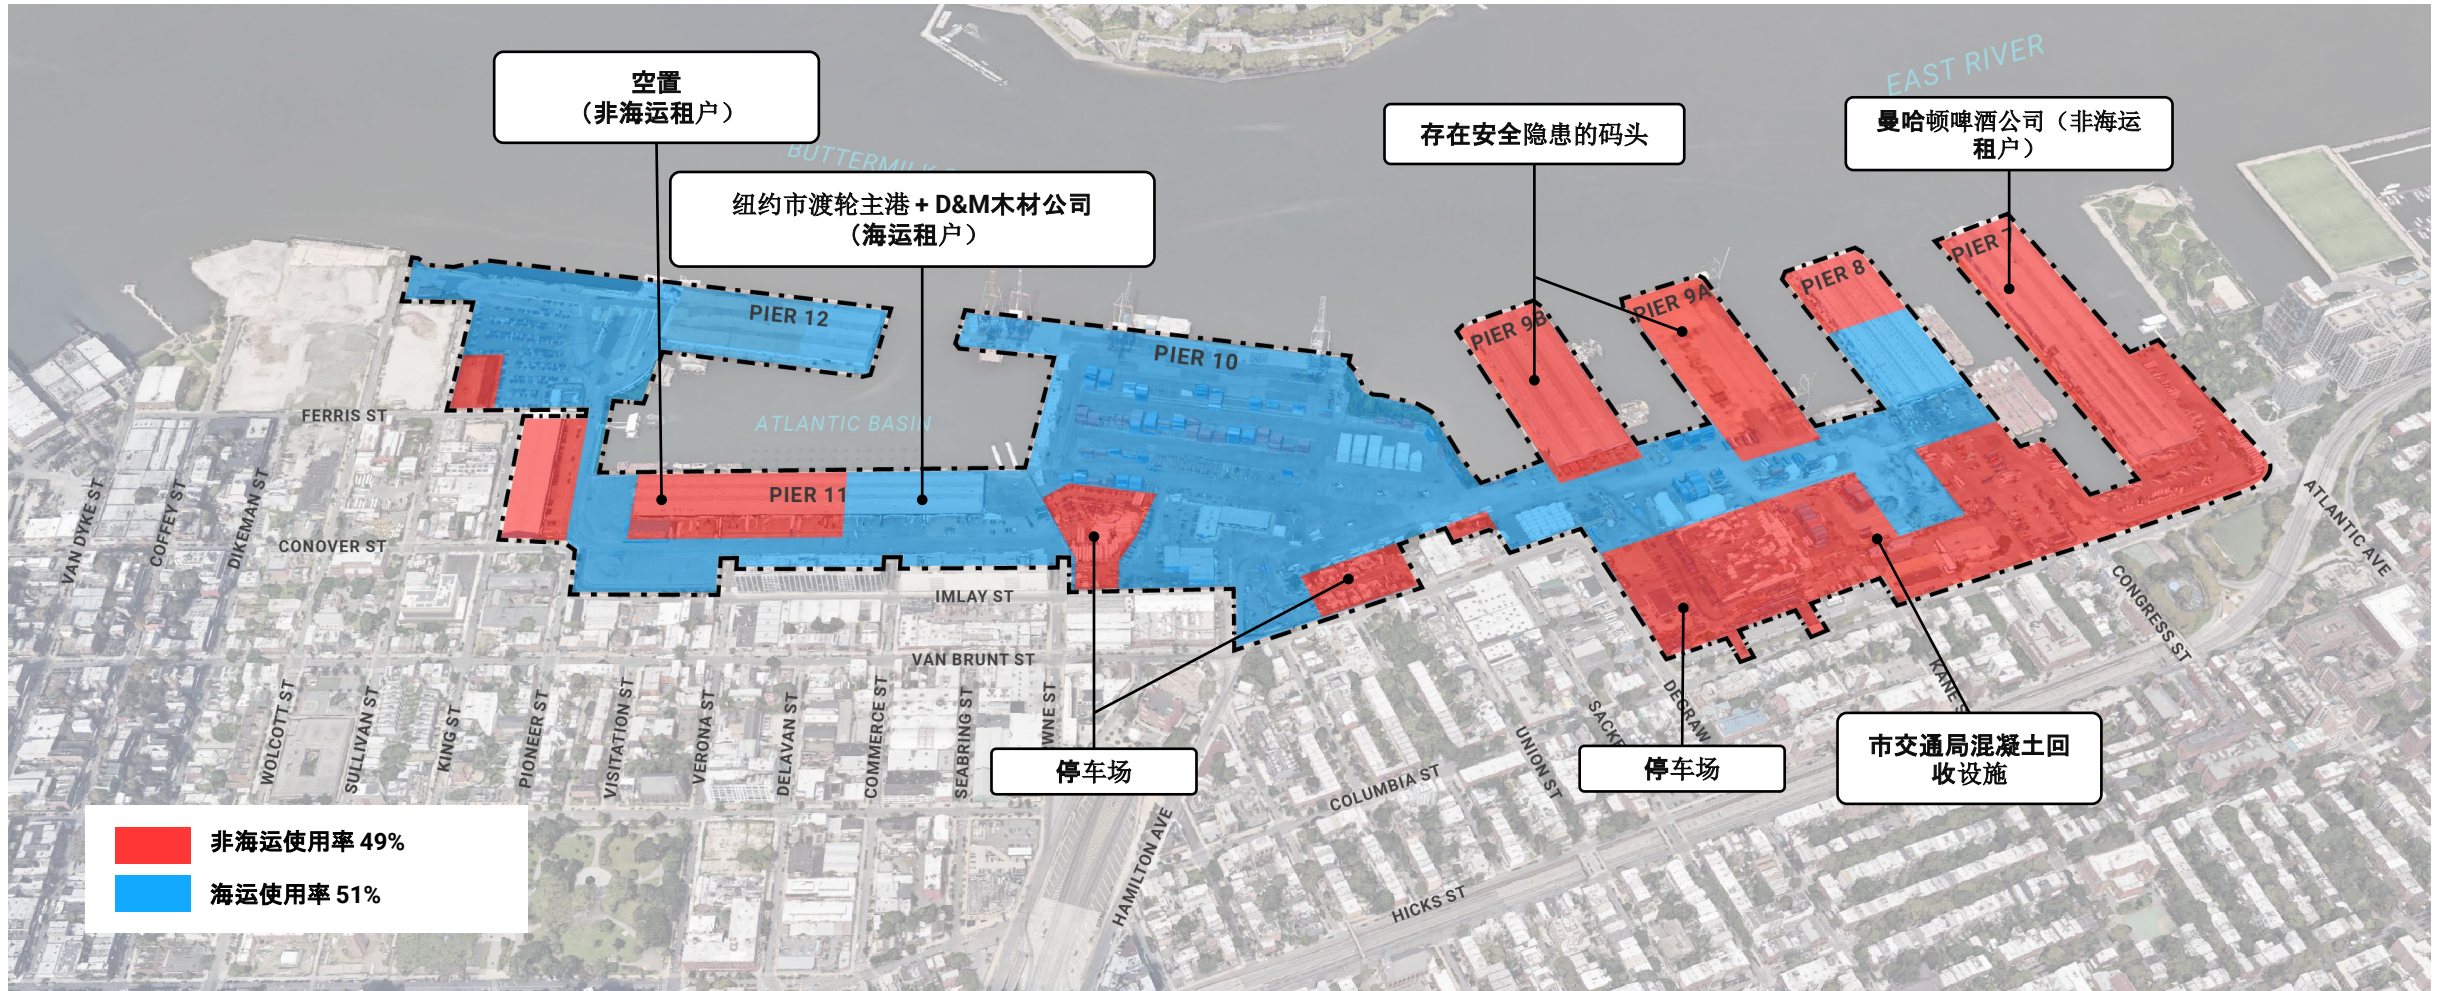 EAST RIVER
空置
（非海运租户）
BUTTERMILK
纽约市渡轮主港 + D&M木材公司
（海运租户）
存在安全隐患的码头
曼哈顿啤酒公司（非海运
租户）
PIER 12
PIER 10
PIER 9B
PIER 9A
PIER 8
PIER 7
ATLANTIC BASIN
PIER 11
FERRIS ST
CONOVER ST
IMLAY ST
VAN BRUNT ST
VAN DYKE ST
COFFEY ST
DIKEMAN ST
WOLCOTT ST
SULLIVAN ST
KING ST
PIONEER ST
VISITATION ST
VERONA ST
DELAVAN ST
COMMERCE ST
SEABRING ST
WNE ST
HAMILTON AVE
COLUMBIA ST
HICKS ST
UNION ST
SACKE
DEGRAW
KANE S
CONGRESS ST
ATLANTIC AVE
停车场
停车场
市交通局混凝土回
收设施
非海运使用率 49%
海运使用率 51%